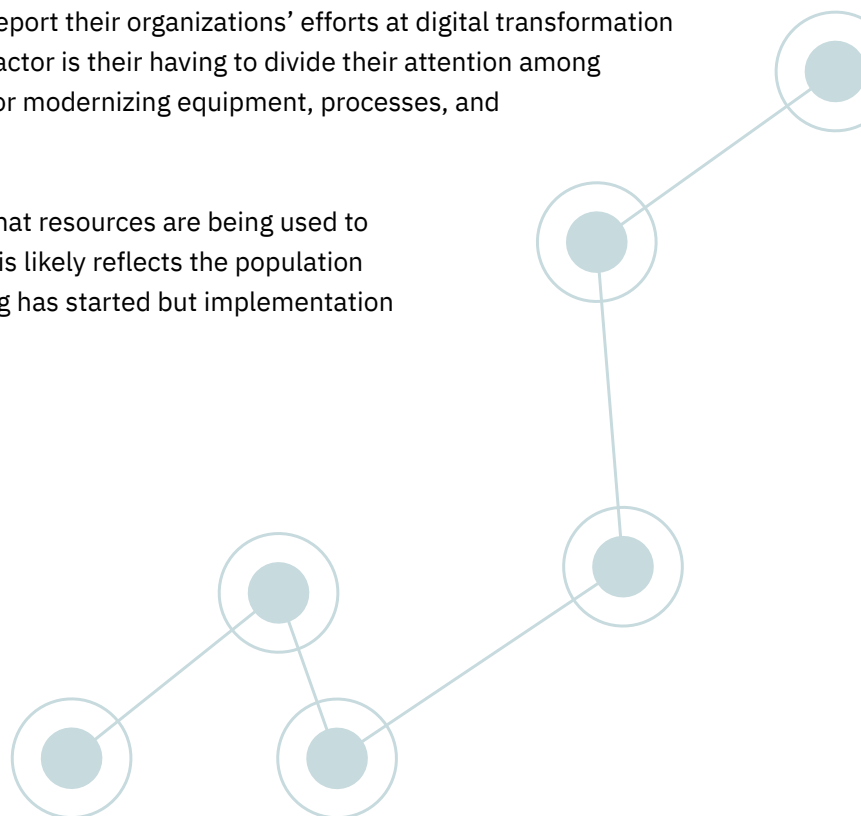 eport their organizations’ efforts at digital transformation
actor is their having to divide their attention among
or modernizing equipment, processes, and
hat resources are being used to
is likely reflects the population
g has started but implementation